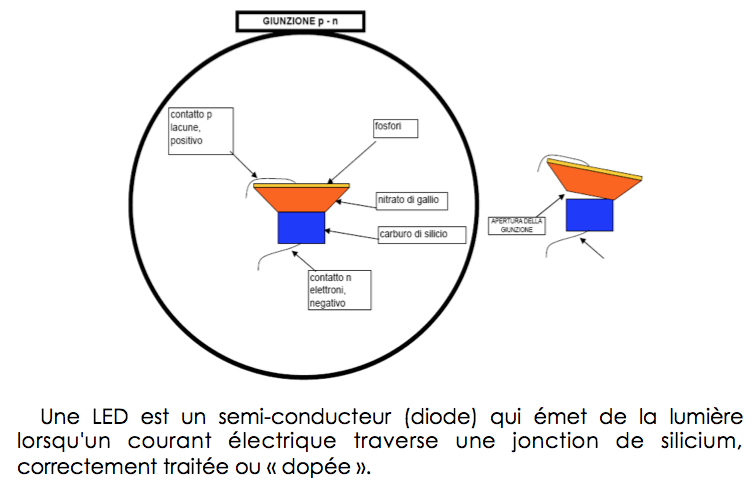 GIUNZIONE p - n
contatto p
lacune,
positivo
fosfori
nitrato di gallio
carburo di silicio
contatto n
elettroni,
negativo
APERTURA DELLA
GIUNZIONE
Une LED est un semi-conducteur (diode) qui émet de la lumière
lorsqu'un courant électrique traverse une jonction de silicium,
correctement traitée ou « dopée ».